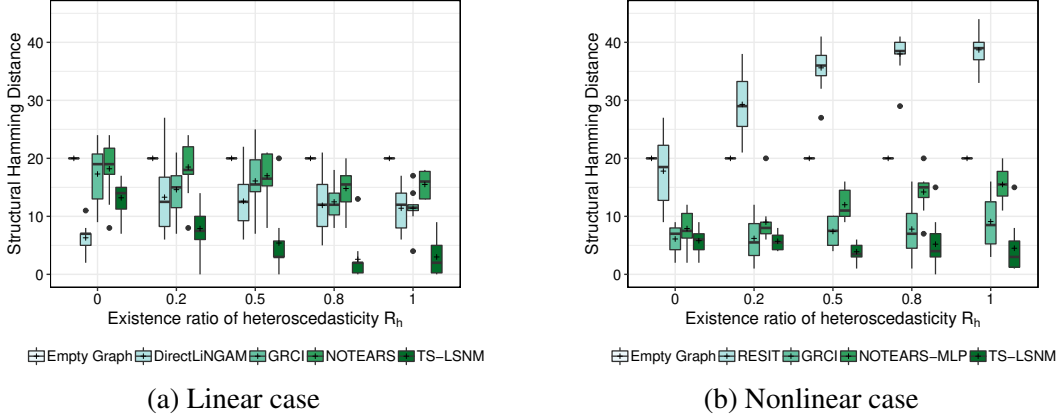 Structural Hamming Distance
40
30
20
10
0
0 0.2 0.5 0.8 1
Existence ratio of heteroscedasticity Rh
Empty Graph DirectLiNGAM GRCI NOTEARS TS-LSNM
(a) Linear case
Structural Hamming Distance
40
30
20
10
0
0 0.2 0.5 0.8 1
Existence ratio of heteroscedasticity Rh
Empty Graph RESIT GRCI NOTEARS-MLP TS-LSNM
(b) Nonlinear case